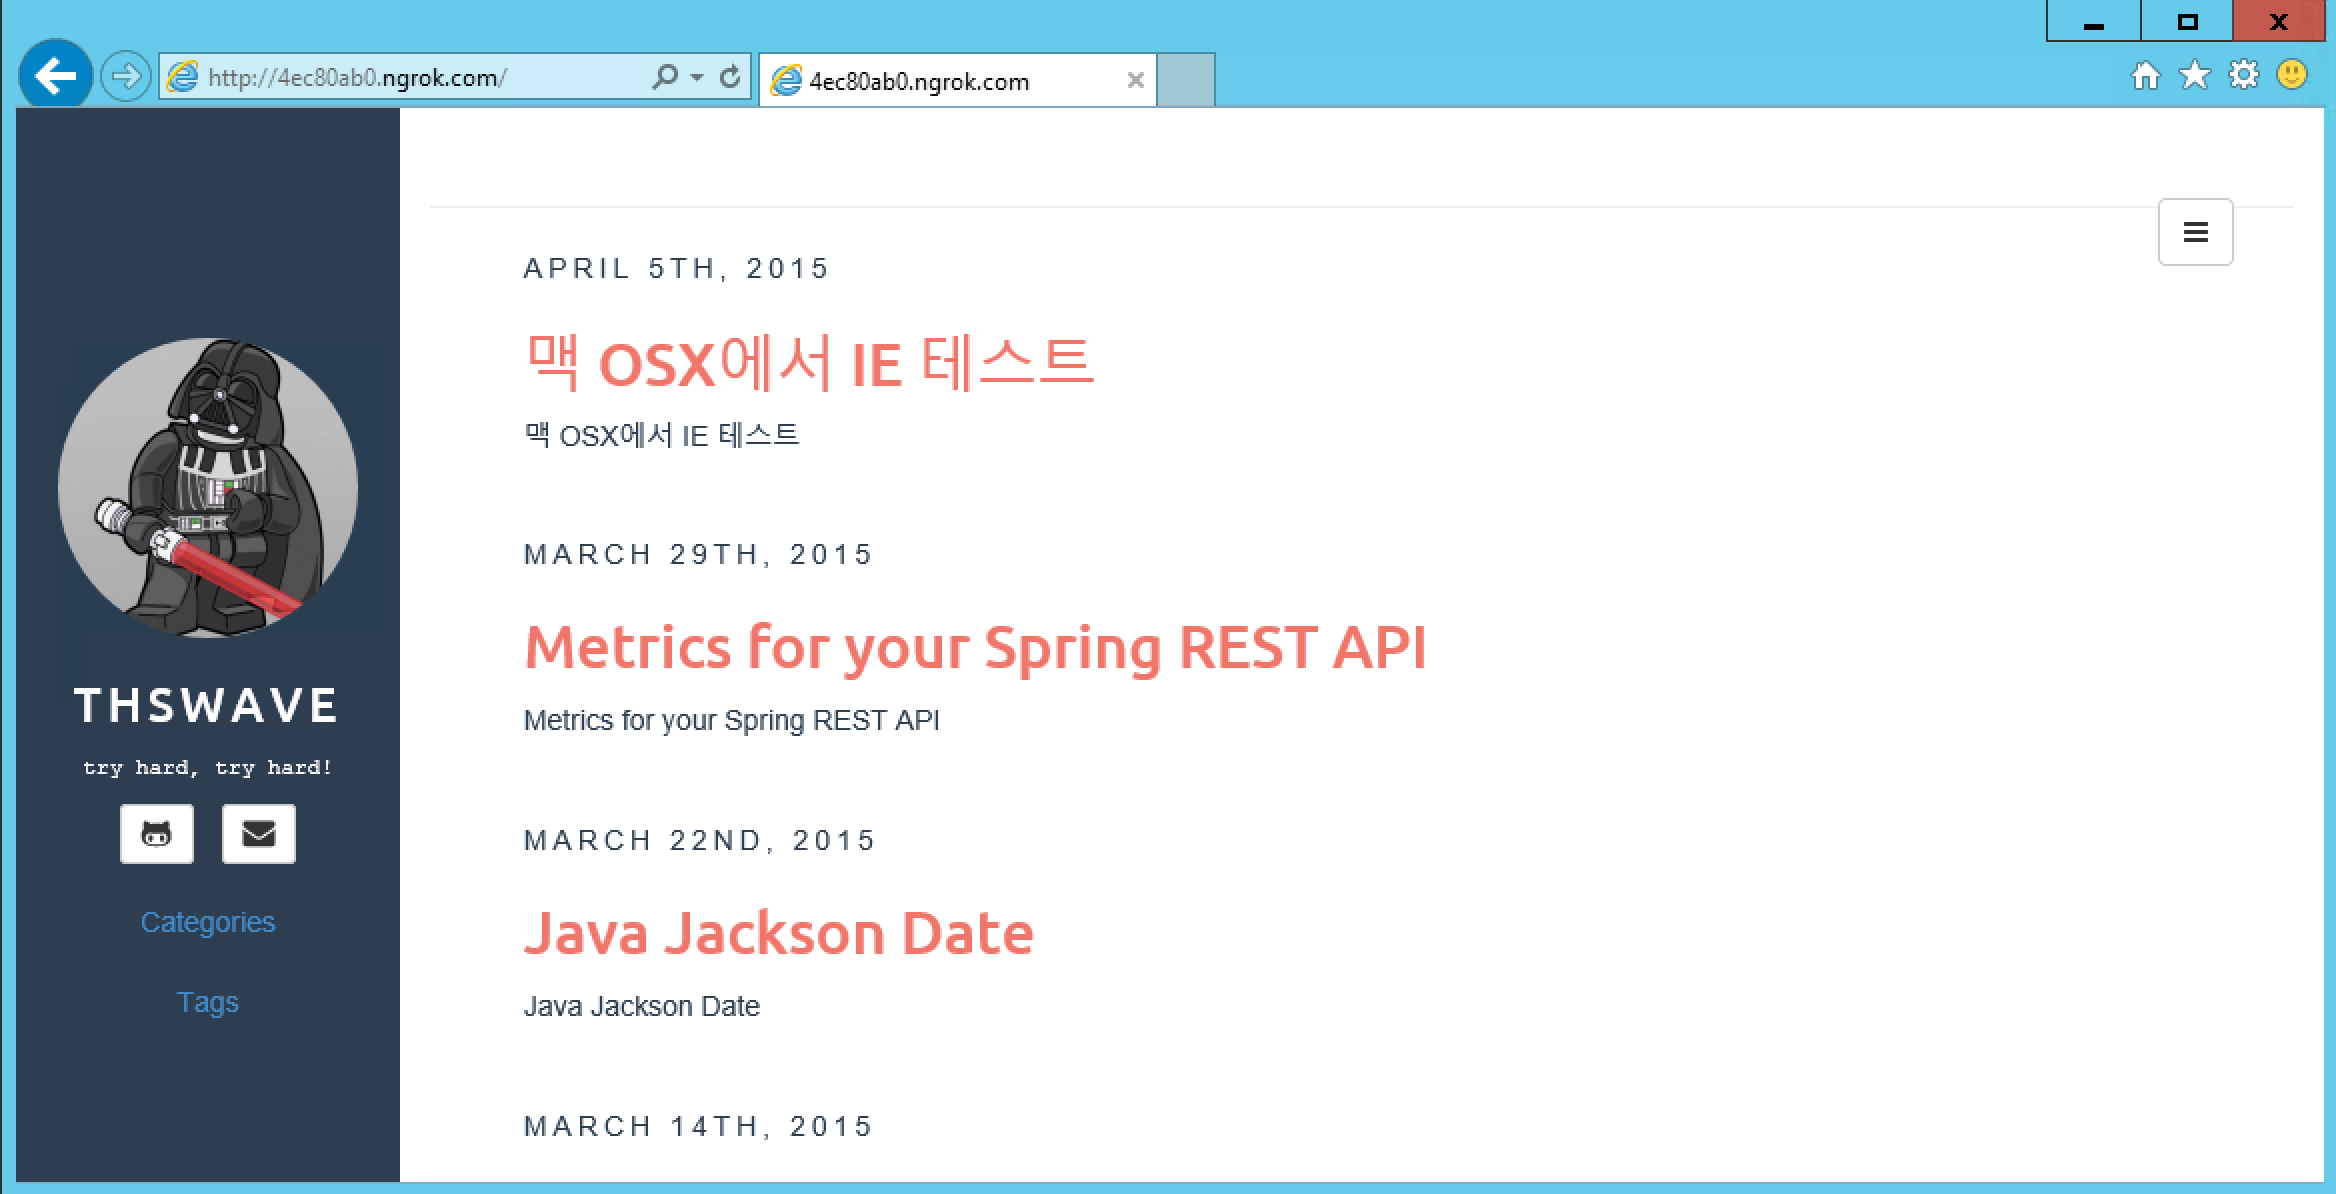 http://4ec80ab0.ngrok.com/
4ec80ab0.ngrok.com
THSWAVE
try hard, try hard!
Categories
Tags
APRIL 5TH, 2015
맥 OSX에서 IE 테스트
맥 OSX에서 IE 테스트
MARCH 29TH, 2015
Metrics for your Spring REST API
Metrics for your Spring REST API
MARCH 22ND, 2015
Java Jackson Date
Java Jackson Date
MARCH 14TH, 2015